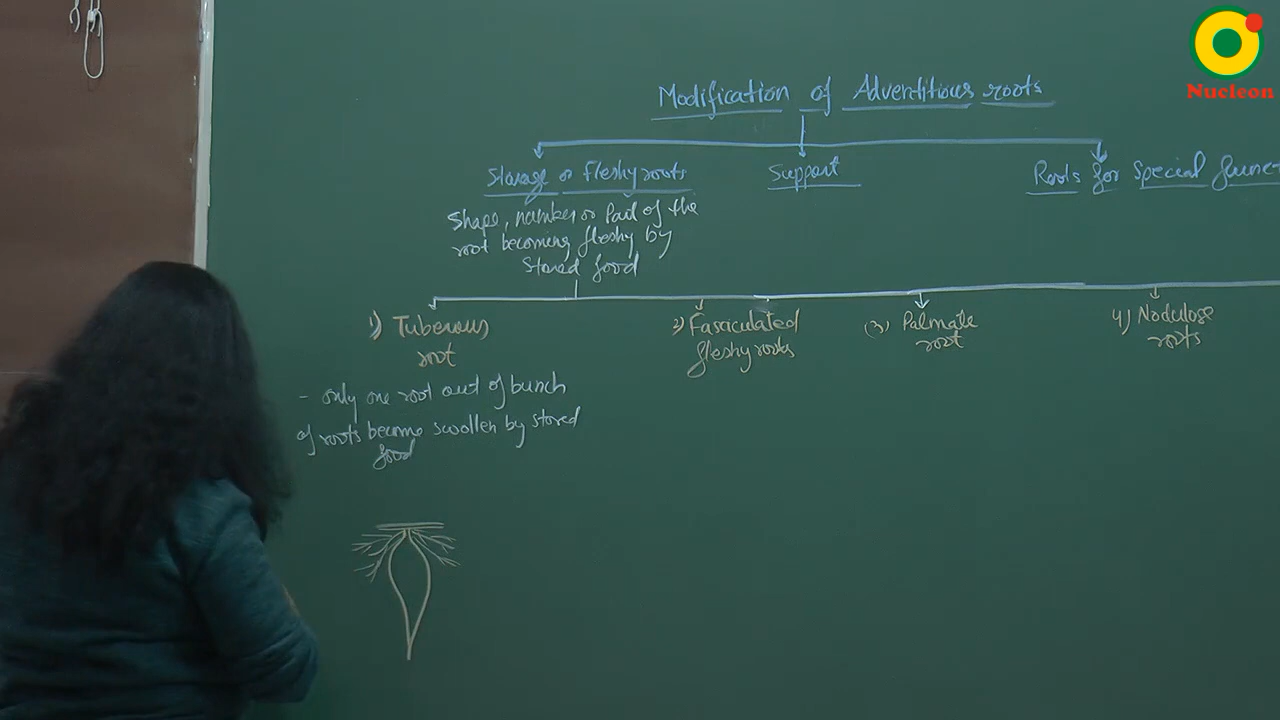 Nucleon
Modification of Adventitious roots
Storage or fleshy roots
Support
Roots for Special funct
Shape, number or Part of the
root becoming fleshy by
Stored food
1) Tuberous
root
2) Fasciculated
fleshy roots
(3) Palmate
root
4) Nodulose
roots
- only one root out of bunch
of roots become swollen by stored
food